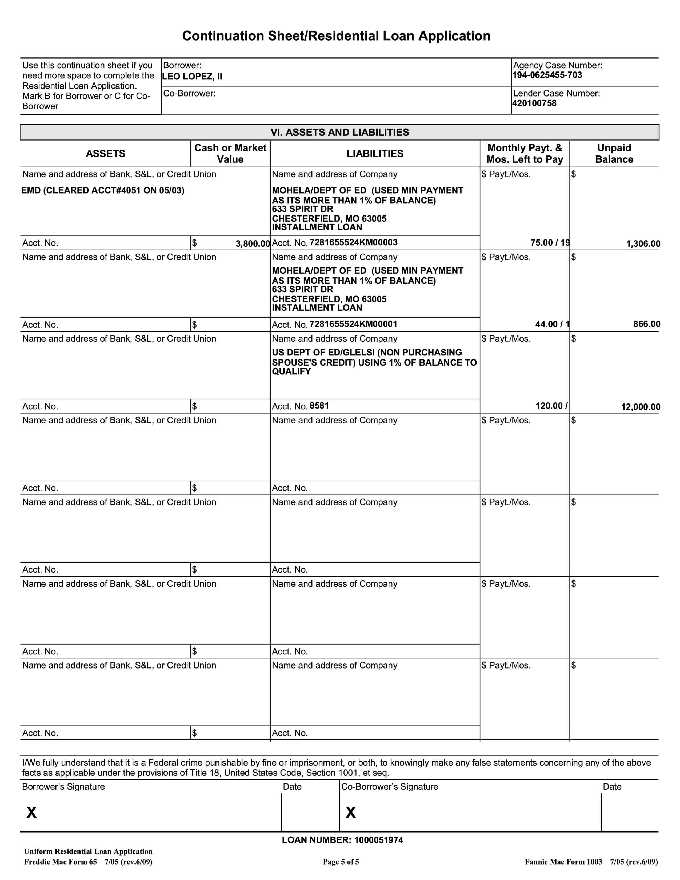 Continuation Sheet/Residential Loan Application
Use this continuation sheet if you
need more space to complete the
Residential Loan Application.
Mark B for Borrower or C for Co-
Borrower
Borrower:
LEO LOPEZ, II
Co-Borrower:
Agency Case Number:
194-0625455-703
Lender Case Number:
420100758
VI. ASSETS AND LIABILITIES
ASSETS
Cash or Market
Value
LIABILITIES
Monthly Payt. &
Mos. Left to Pay
Unpaid
Balance
Name and address of Bank, S&L, or Credit Union
Name and address of Company
$ Payt./Mos.
$
EMD (CLEARED ACCT#4051 ON 05/03)
MOHELA/DEPT OF ED (USED MIN PAYMENT
AS ITS MORE THAN 1% OF BALANCE)
633 SPIRIT DR
CHESTERFIELD, MO 63005
INSTALLMENT LOAN
Acct. No.
$ 3,800.00
Acct. No. 7281655524KM00003
75.00 / 19
1,306.00
Name and address of Bank, S&L, or Credit Union
Name and address of Company
$ Payt./Mos.
$
MOHELA/DEPT OF ED (USED MIN PAYMENT
AS ITS MORE THAN 1% OF BALANCE)
633 SPIRIT DR
CHESTERFIELD, MO 63005
INSTALLMENT LOAN
Acct. No.
$
Acct. No. 7281655524KM00001
44.00 / 1
866.00
Name and address of Bank, S&L, or Credit Union
Name and address of Company
$ Payt./Mos.
$
US DEPT OF ED/GLELSI (NON PURCHASING
SPOUSE'S CREDIT) USING 1% OF BALANCE TO
QUALIFY
Acct. No.
$
Acct. No. 8581
120.00 /
12,000.00
Name and address of Bank, S&L, or Credit Union
Name and address of Company
$ Payt./Mos.
$
Acct. No.
$
Acct. No.
Name and address of Bank, S&L, or Credit Union
Name and address of Company
$ Payt./Mos.
$
Acct. No.
$
Acct. No.
Name and address of Bank, S&L, or Credit Union
Name and address of Company
$ Payt./Mos.
$
Acct. No.
$
Acct. No.
Name and address of Bank, S&L, or Credit Union
Name and address of Company
$ Payt./Mos.
$
Acct. No.
$
Acct. No.
I/We fully understand that it is a Federal crime punishable by fine or imprisonment, or both, to knowingly make any false statements concerning any of the above
facts as applicable under the provisions of Title 18, United States Code, Section 1001, et seq.
Borrower's Signature
Date
Co-Borrower's Signature
Date
X
X
LOAN NUMBER: 1000051974
Uniform Residential Loan Application
Freddie Mac Form 65 7/05 (rev.6/09)
Page 5 of 5
Fannie Mae Form 1003 7/05 (rev.6/09)